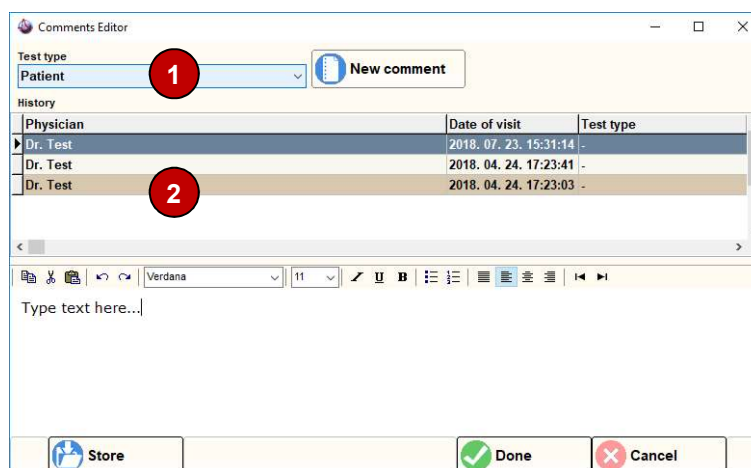 Comments Editor
Test type
Patient
1
New comment
History
Physician Date of visit Test type
Dr. Test 2018. 07. 23. 15:31:14 -
Dr. Test 2018. 04. 24. 17:23:41 -
Dr. Test 2018. 04. 24. 17:23:03 -
2
Verdana 11 I U B
Type text here...
Store Done Cancel